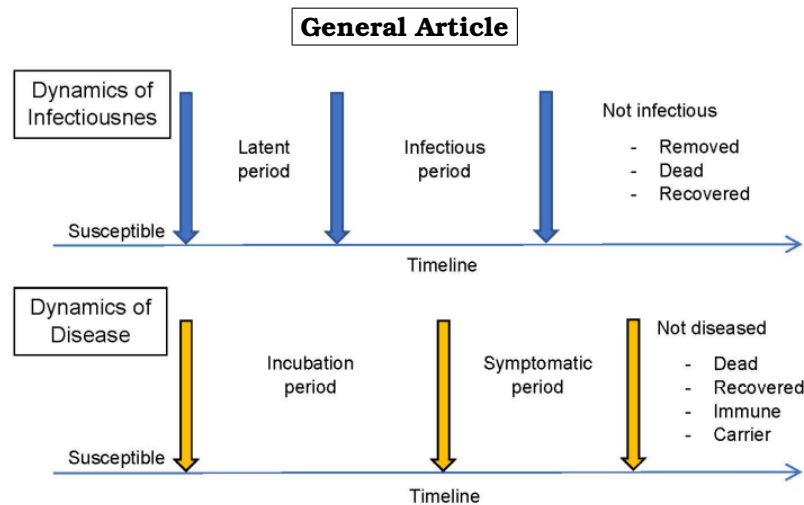 General Article
Dynamics of
Infectiousnes
Latent
period
Infectious
period
Not infectious
- Removed
- Dead
- Recovered
Susceptible
Timeline
Dynamics of
Disease
Incubation
period
Symptomatic
period
Not diseased
- Dead
- Recovered
- Immune
- Carrier
Susceptible
Timeline